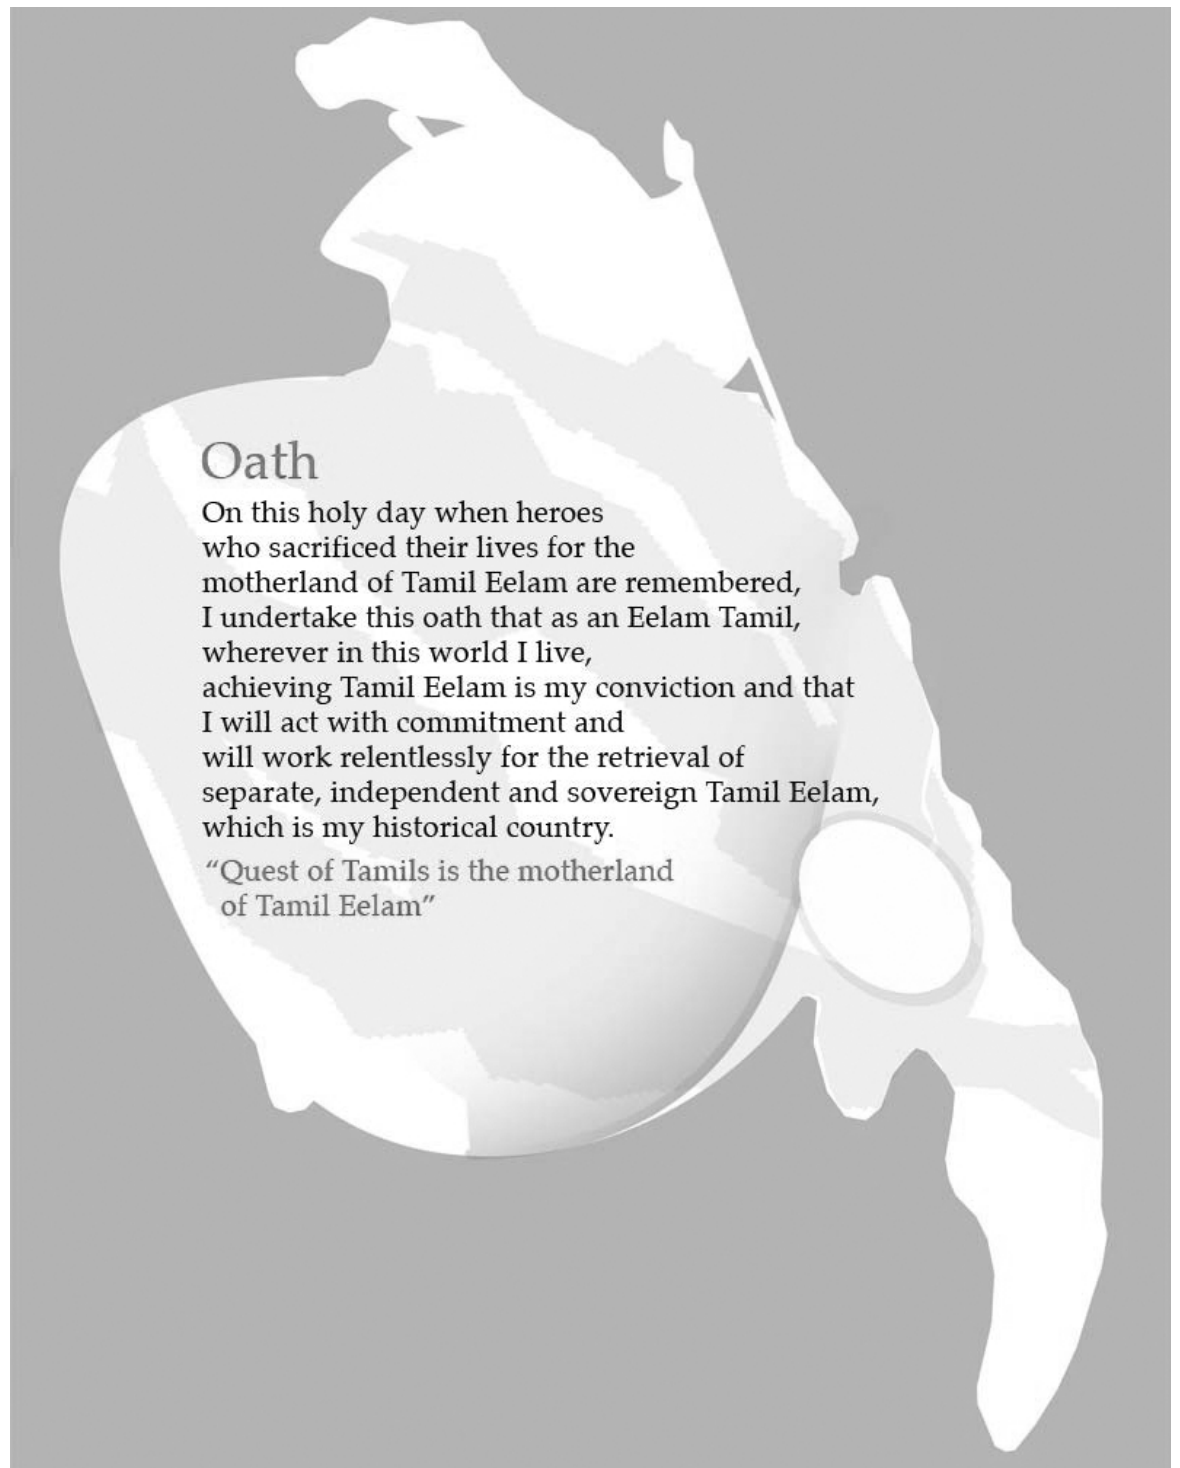 Oath
On this holy day when heroes
who sacrificed their lives for the
motherland of Tamil Eelam are remembered,
I undertake this oath that as an Eelam Tamil,
wherever in this world I live,
achieving Tamil Eelam is my conviction and that
I will act with commitment and
will work relentlessly for the retrieval of
separate, independent and sovereign Tamil Eelam,
which is my historical country.
“Quest of Tamils is the motherland
of Tamil Eelam”